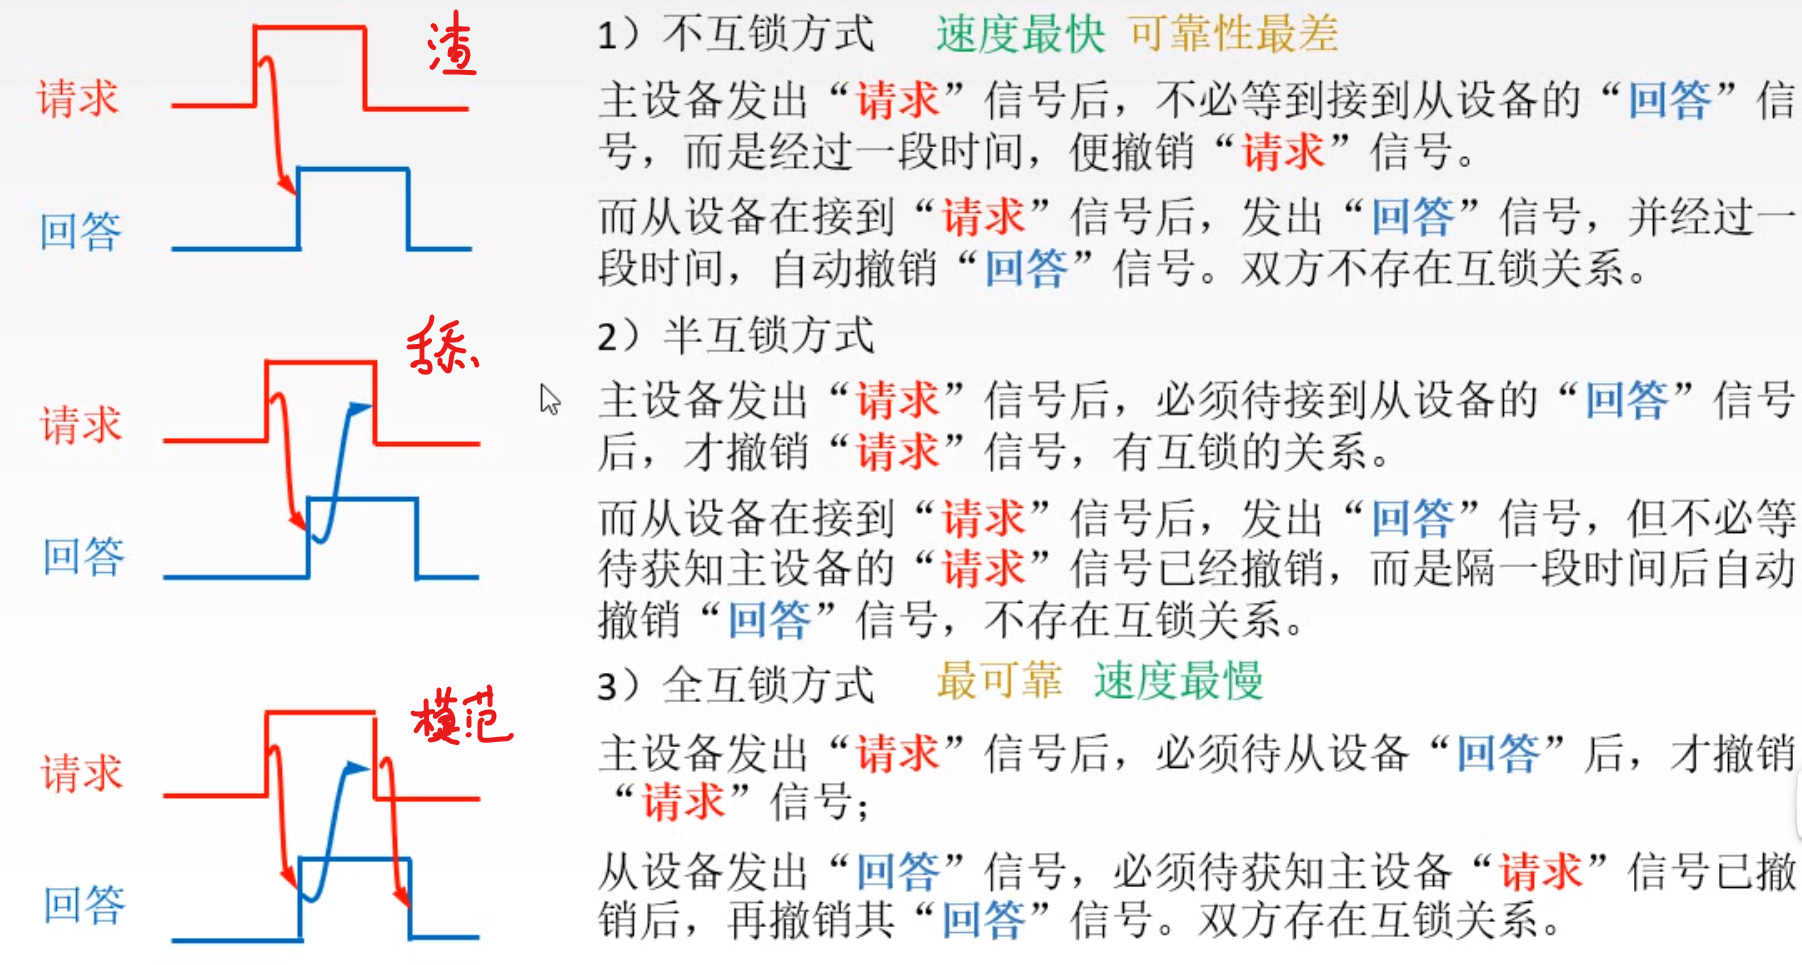 渣
1）不互锁方式 速度最快 可靠性最差
请求
主设备发出“请求”信号后，不必等到接到从设备的“回答”信
号，而是经过一段时间，便撤销“请求”信号。
回答
而从设备在接到“请求”信号后，发出“回答”信号，并经过一
段时间，自动撤销“回答”信号。双方不存在互锁关系。
2）半互锁方式
请求
主设备发出“请求”信号后，必须待接到从设备的“回答”信号
后，才撤销“请求”信号，有互锁的关系。
回答
而从设备在接到“请求”信号后，发出“回答”信号，但不必等
待获知主设备的“请求”信号已经撤销，而是隔一段时间后自动
撤销“回答”信号，不存在互锁关系。
3）全互锁方式 最可靠 速度最慢
模范
请求
主设备发出“请求”信号后，必须待从设备“回答”后，才撤销
“请求”信号；
回答
从设备发出“回答”信号，必须待获知主设备“请求”信号已撤
销后，再撤销其“回答”信号。双方存在互锁关系。